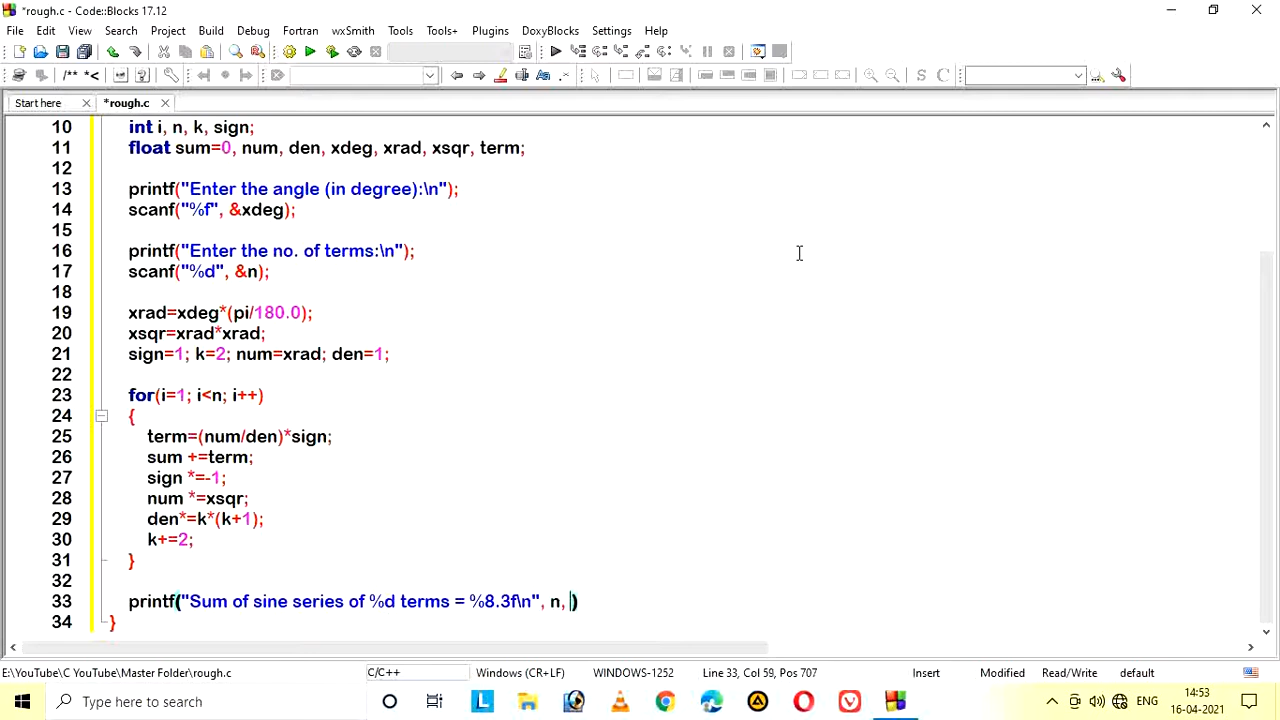 *rough.c - Code::Blocks 17.12
File Edit View Search Project Build Debug Fortran wxSmith Tools Tools+ Plugins DoxyBlocks Settings Help
/** *<
S C
Start here *rough.c
10 int i, n, k, sign;
11 float sum=0, num, den, xdeg, xrad, xsqr, term;
12
13 printf("Enter the angle (in degree):\n");
14 scanf("%f", &xdeg);
15
16 printf("Enter the no. of terms:\n");
17 scanf("%d", &n);
18
19 xrad=xdeg*(pi/180.0);
20 xsqr=xrad*xrad;
21 sign=1; k=2; num=xrad; den=1;
22
23 for(i=1; i<n; i++)
24 {
25 term=(num/den)*sign;
26 sum +=term;
27 sign *=-1;
28 num *=xsqr;
29 den*=k*(k+1);
30 k+=2;
31 }
32
33 printf("Sum of sine series of %d terms = %8.3f\n", n, )
34 }
E:\YouTube\C YouTube\Master Folder\rough.c C/C++ Windows (CR+LF) WINDOWS-1252 Line 33, Col 59, Pos 707 Insert Modified Read/Write default
Type here to search L ENG 14:53
16-04-2021